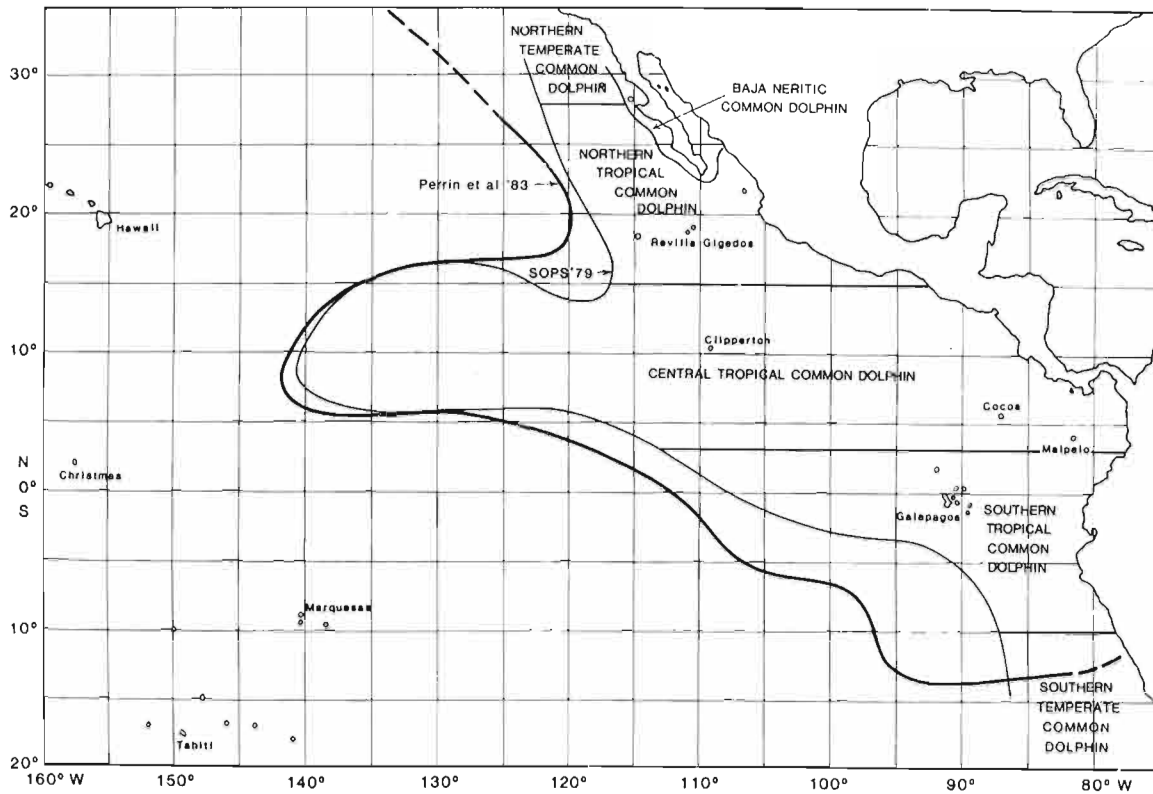 NORTHERN
TEMPERATE
COMMON
DOLPHIN
BAJA NERITIC
COMMON DOLPHIN
NORTHERN
TROPICAL
COMMON
DOLPHIN
Perrin et al '83
Hawaii
Revilla Gigedos
SOPS'79
Clipperton
CENTRAL TROPICAL COMMON DOLPHIN
Cocoa
Malpelo
Christmas
Galapagos
SOUTHERN
TROPICAL
COMMON
DOLPHIN
Marquesas
SOUTHERN
TEMPERATE
COMMON
DOLPHIN
Tahiti
30°
20°
10°
N
0°
S
10°
20°
160° W
150°
140°
130°
120°
110°
100°
90°
80° W